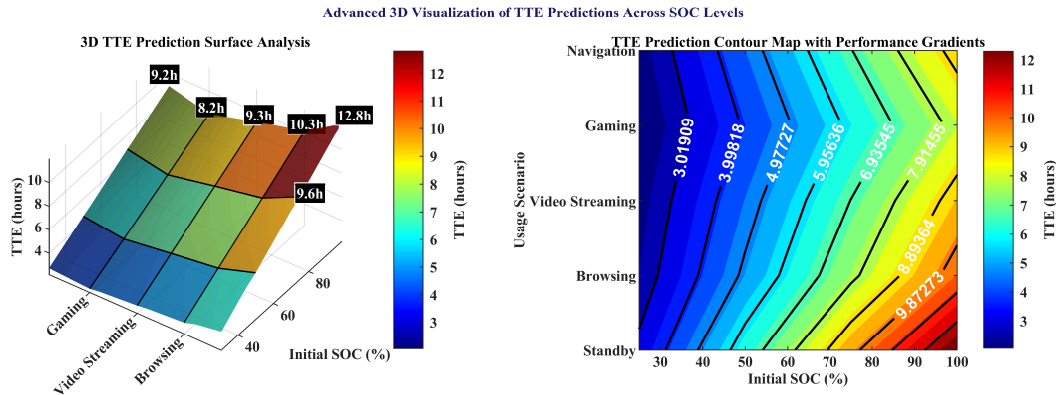 Advanced 3D Visualization of TTE Predictions Across SOC Levels
3D TTE Prediction Surface Analysis
9.2h
8.2h
9.3h
10.3h
12.8h
9.6h
TTE (hours)
10
8
6
4
Gaming
Video Streaming
Browsing
40
60
80
Initial SOC (%)
12
11
10
9
8
7
6
5
4
3
TTE (hours)
TTE Prediction Contour Map with Performance Gradients
Usage Scenario
Navigation
Gaming
Video Streaming
Browsing
Standby
3.01909
3.99818
4.97727
5.95636
6.93545
7.91455
8.89364
9.87273
30
40
50
60
70
80
90
100
Initial SOC (%)
12
11
10
9
8
7
6
5
4
3
TTE (hours)